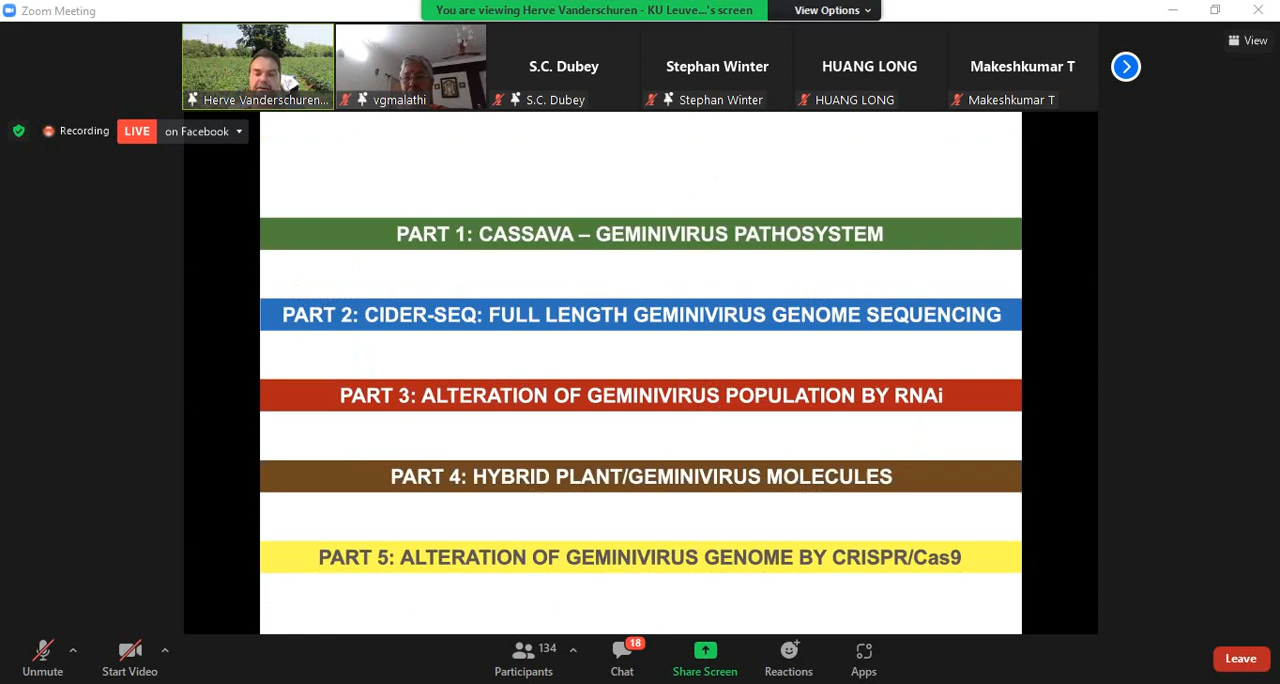 Zoom Meeting
You are viewing Herve Vanderschuren - KU Leuve...'s screen
View Options
View
S.C. Dubey
Stephan Winter
HUANG LONG
Makeshkumar T
Herve Vanderschuren...
vgmalathi
S.C. Dubey
Stephan Winter
HUANG LONG
Makeshkumar T
Recording
LIVE
on Facebook
PART 1: CASSAVA – GEMINIVIRUS PATHOSYSTEM
PART 2: CIDER-SEQ: FULL LENGTH GEMINIVIRUS GENOME SEQUENCING
PART 3: ALTERATION OF GEMINIVIRUS POPULATION BY RNAi
PART 4: HYBRID PLANT/GEMINIVIRUS MOLECULES
PART 5: ALTERATION OF GEMINIVIRUS GENOME BY CRISPR/Cas9
134
18
Unmute
Start Video
Participants
Chat
Share Screen
Reactions
Apps
Leave